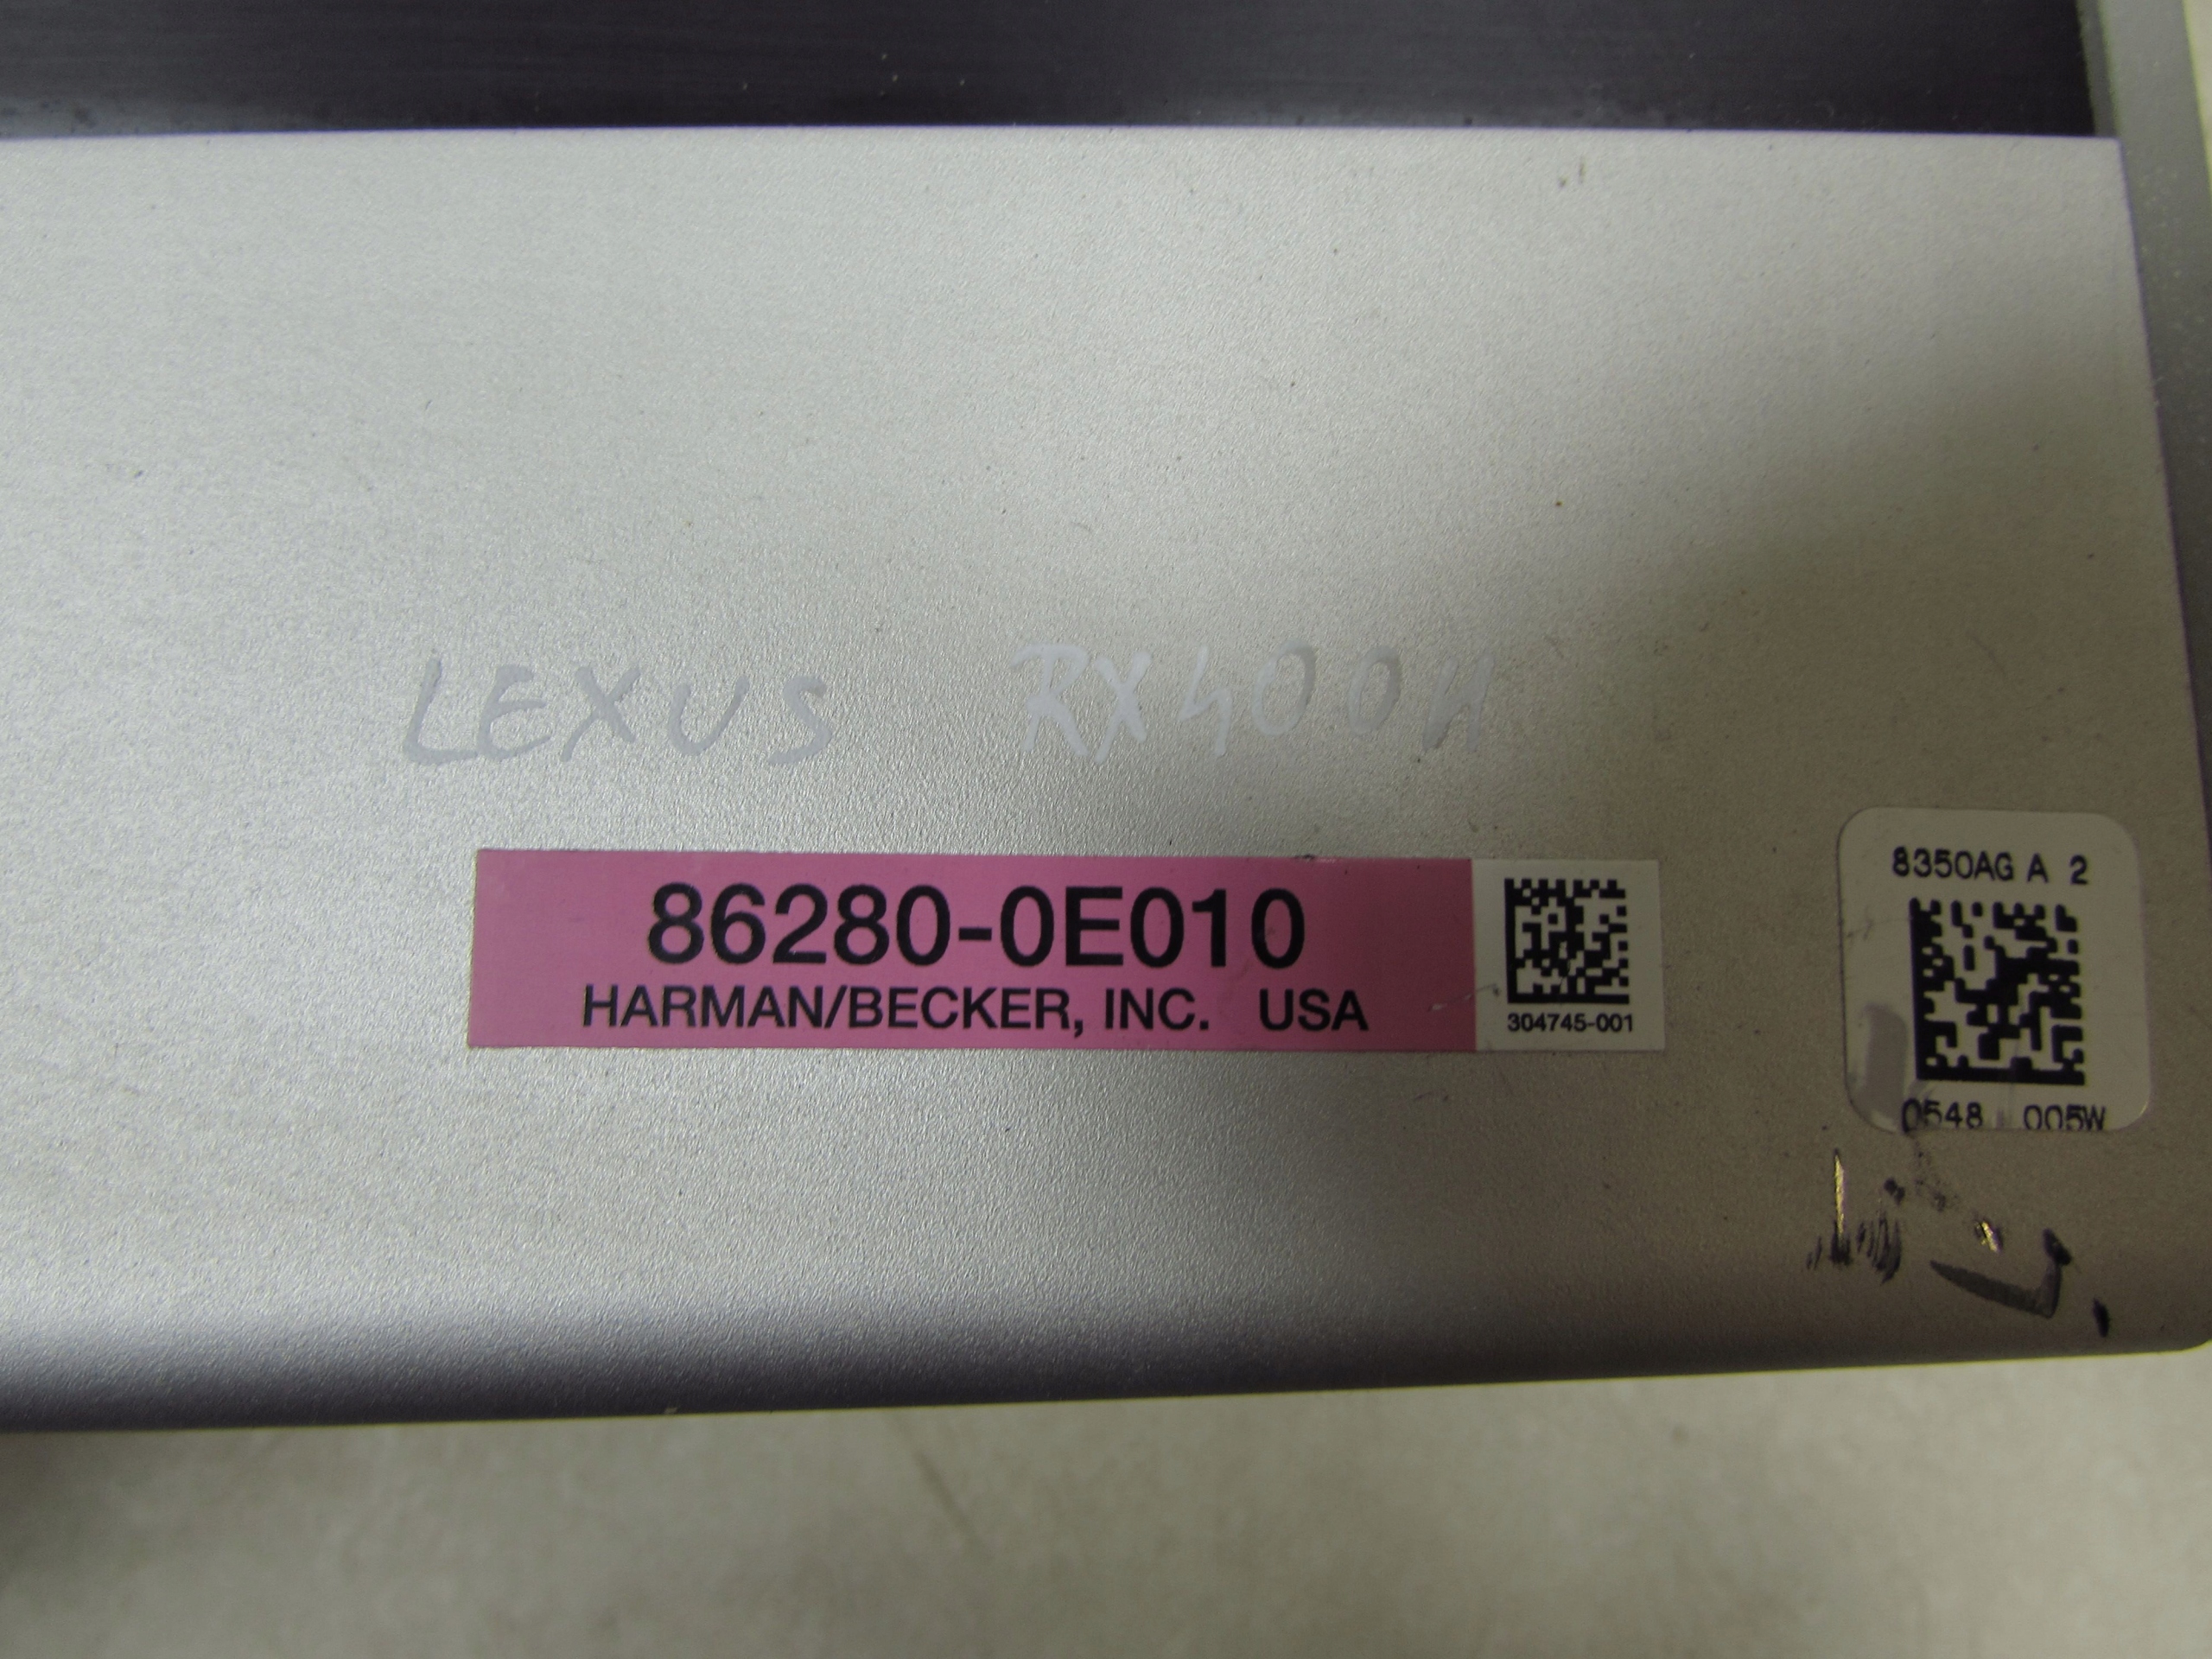 LEXUS RX400H
86280-0E010
HARMAN/BECKER, INC. USA
304745-001
8350AG A 2
0548 005W